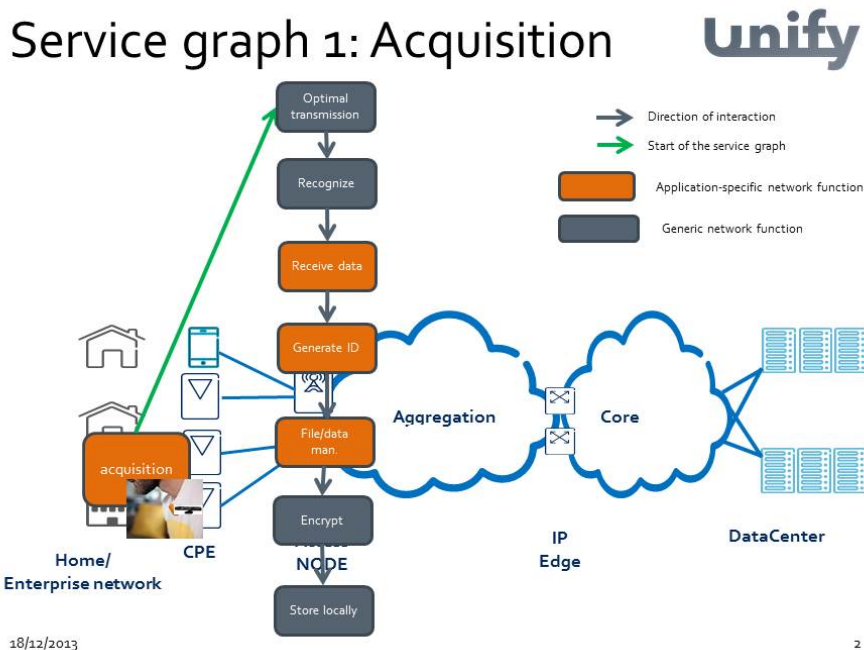 Service graph 1: Acquisition
unify
Optimal
transmission
Recognize
Receive data
Generate ID
File/data
man.
Encrypt
Store locally
acquisition
Direction of interaction
Start of the service graph
Application-specific network function
Generic network function
Aggregation
Core
Home/
Enterprise network
CPE
NODE
IP
Edge
DataCenter
18/12/2013
2